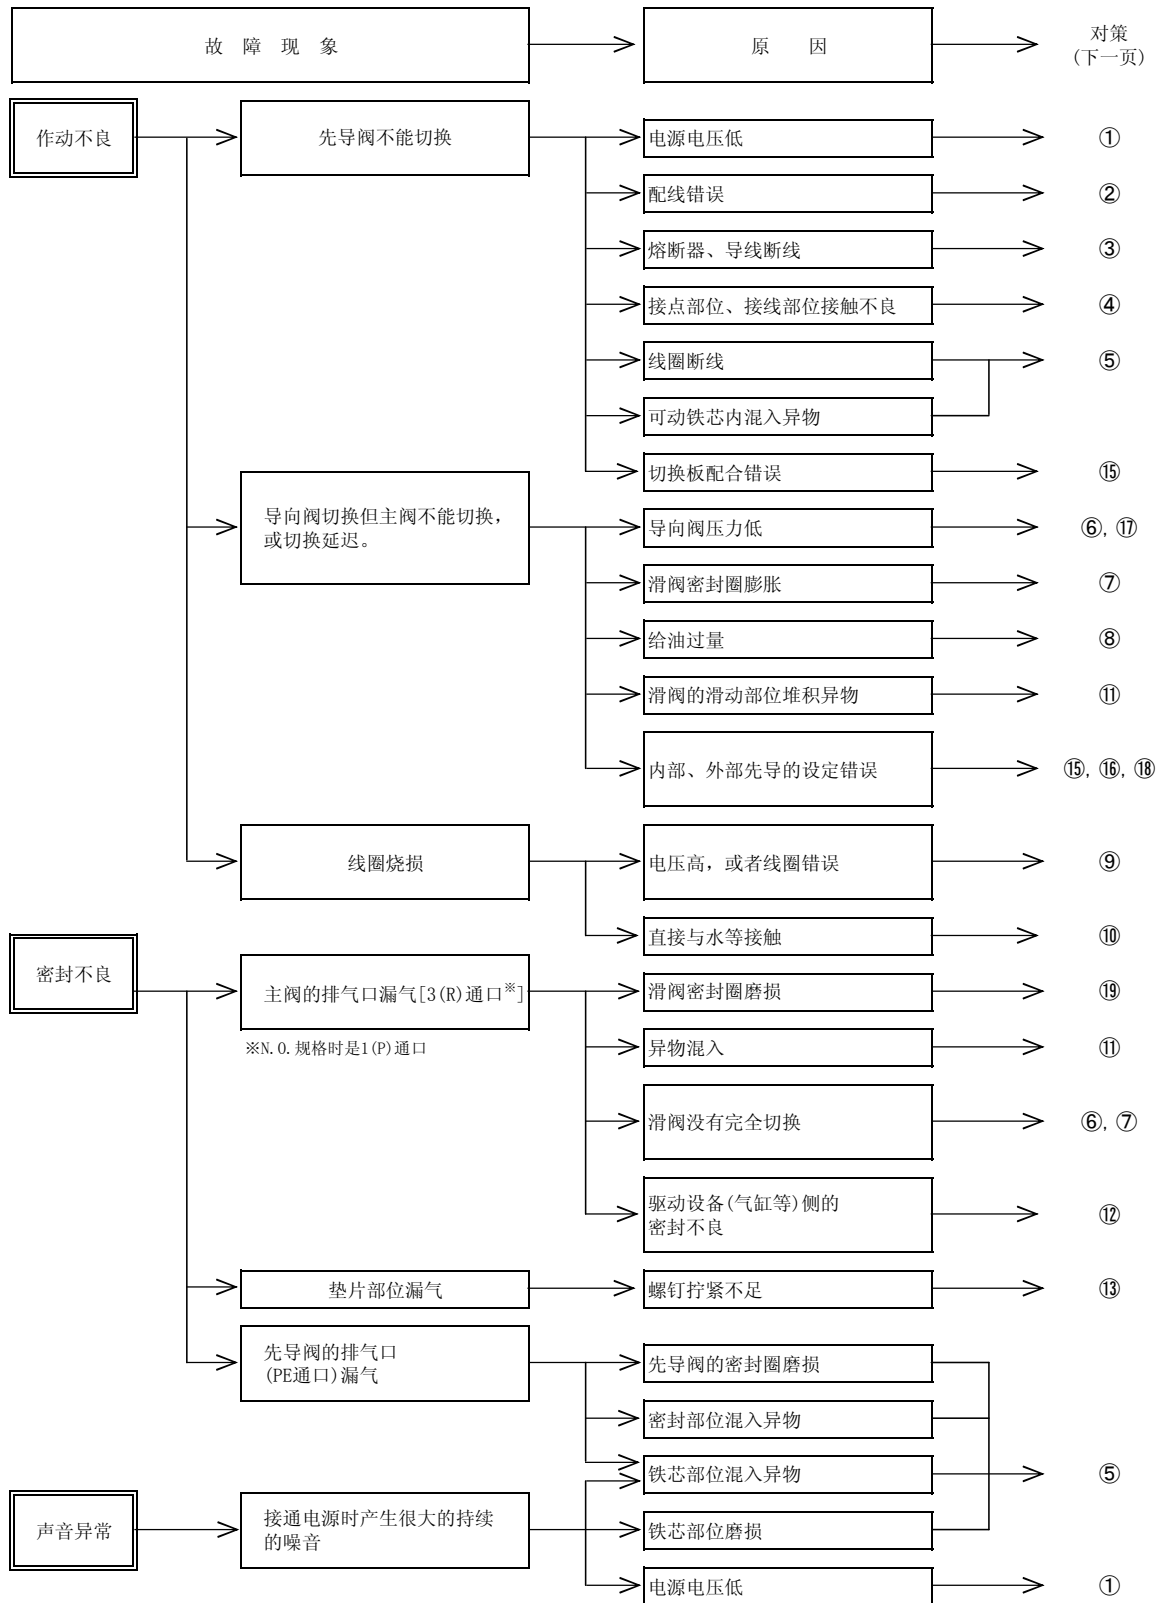 故 障 现 象
原 因
对策
(下一页)
作动不良
先导阀不能切换
电源电压低
①
配线错误
②
熔断器、导线断线
③
接点部位、接线部位接触不良
④
线圈断线
⑤
可动铁芯内混入异物
切换板配合错误
⑮
导向阀切换但主阀不能切换,
或切换延迟。
导向阀压力低
⑥, ⑰
滑阀密封圈膨胀
⑦
给油过量
⑧
滑阀的滑动部位堆积异物
⑪
内部、外部先导的设定错误
⑮, ⑯, ⑱
线圈烧损
电压高，或者线圈错误
⑨
直接与水等接触
⑩
密封不良
主阀的排气口漏气[3(R)通口※]
※N.O.规格时是1(P)通口
滑阀密封圈磨损
⑲
异物混入
⑪
滑阀没有完全切换
⑥, ⑦
驱动设备(气缸等)侧的
密封不良
⑫
垫片部位漏气
螺钉拧紧不足
⑬
先导阀的排气口
(PE通口)漏气
先导阀的密封圈磨损
密封部位混入异物
铁芯部位混入异物
⑤
声音异常
接通电源时产生很大的持续
的噪音
铁芯部位磨损
电源电压低
①